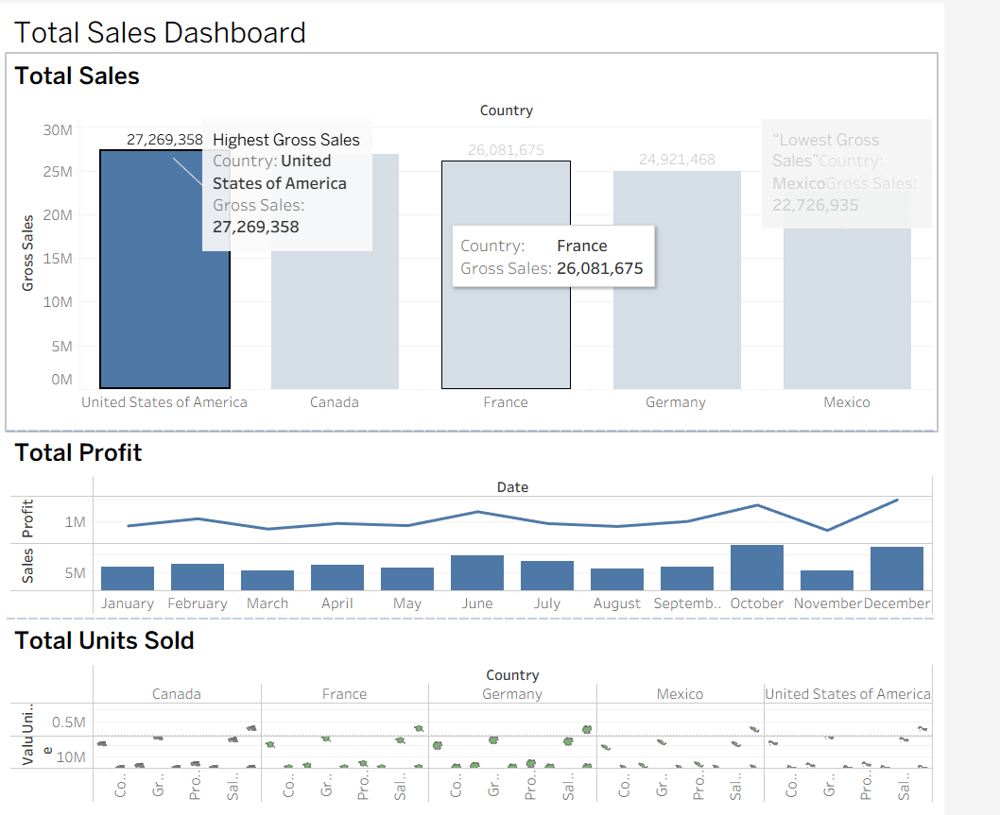 Total Sales Dashboard
Total Sales
Country
30M
25M
20M
15M
10M
5M
0M
Gross Sales
27,269,358
Highest Gross Sales
Country: United
States of America
Gross Sales:
27,269,358
26,081,675
Country: France
Gross Sales: 26,081,675
24,921,468
“Lowest Gross
Sales”Country:
MexicoGross Sales:
22,726,935
United States of America Canada France Germany Mexico
Total Profit
Date
Profit
1M
Sales
5M
January February March April May June July August Septemb.. October November December
Total Units Sold
Country
Canada France Germany Mexico United States of America
Uni..
0.5M
Valu
e
10M
Co.. Gr.. Pro.. Sal.. Co.. Gr.. Pro.. Sal.. Co.. Gr.. Pro.. Sal.. Co.. Gr.. Pro.. Sal.. Co.. Gr.. Pro.. Sal..